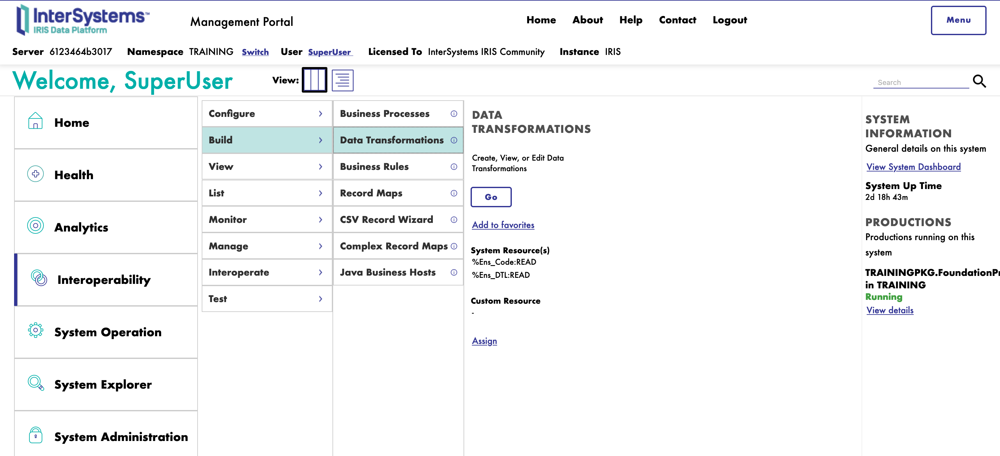 InterSystems™
IRIS Data Platform
Management Portal
Home About Help Contact Logout
Menu
Server 6123464b3017 Namespace TRAINING Switch User SuperUser Licensed To InterSystems IRIS Community Instance IRIS
Welcome, SuperUser
View:
Search
Home
Health
Analytics
Interoperability
System Operation
System Explorer
System Administration
Configure
Build
View
List
Monitor
Manage
Interoperate
Test
Business Processes
Data Transformations
Business Rules
Record Maps
CSV Record Wizard
Complex Record Maps
Java Business Hosts
DATA
TRANSFORMATIONS
Create, View, or Edit Data
Transformations
Go
Add to favorites
System Resource(s)
%Ens_Code:READ
%Ens_DTL:READ
Custom Resource
-
Assign
SYSTEM
INFORMATION
General details on this system
View System Dashboard
System Up Time
2d 18h 43m
PRODUCTIONS
Productions running on this
system
TRAININGPKG.FoundationPr
in TRAINING
Running
View details